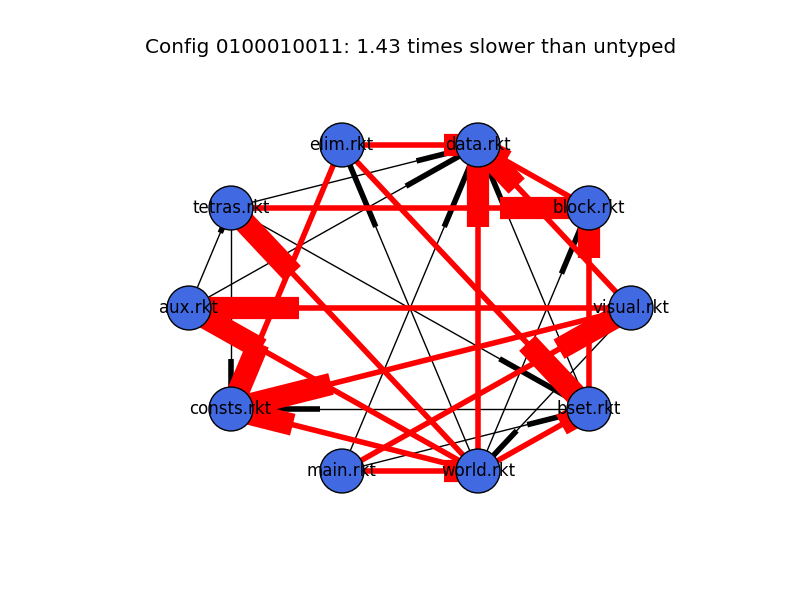 Config 0100010011: 1.43 times slower than untyped
elim.rkt
data.rkt
tetras.rkt
block.rkt
aux.rkt
visual.rkt
consts.rkt
bset.rkt
main.rkt
world.rkt